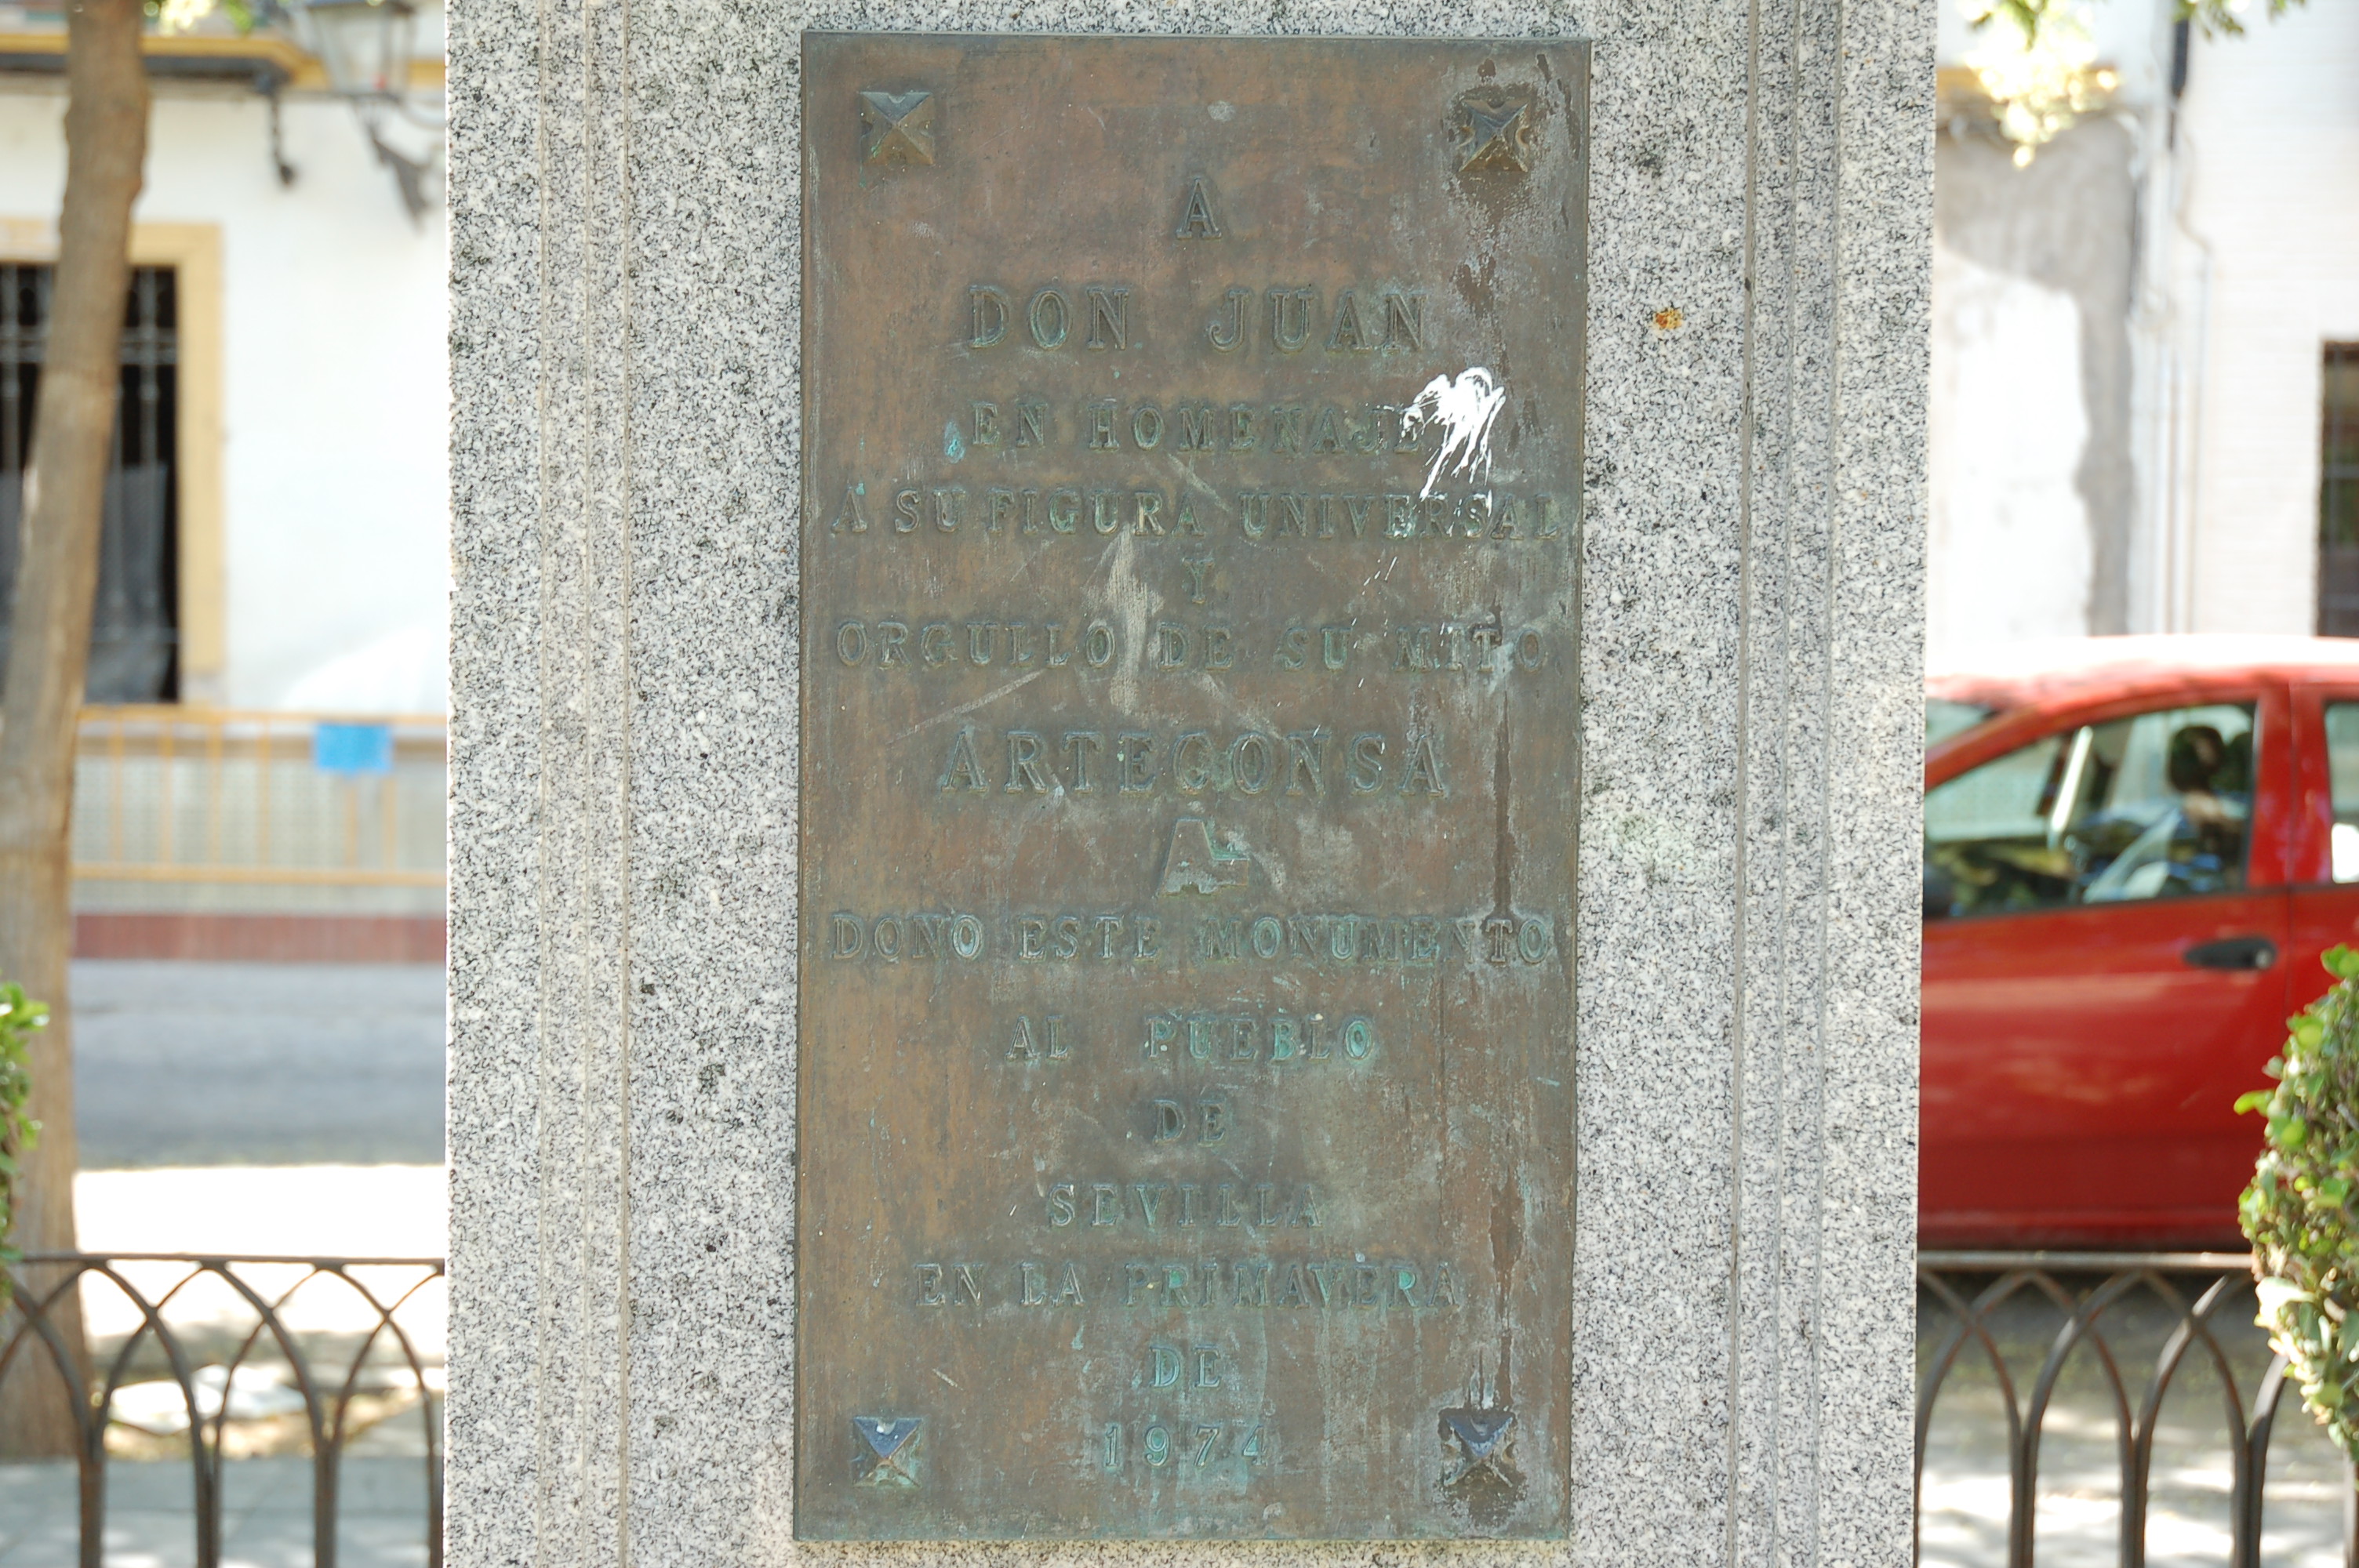 A
DON JUAN
EN HOMENAJE
A SU FIGURA UNIVERSAL
Y
ORGULLO DE SU MITO
ARTECONSA
DONO ESTE MONUMENTO
AL PUEBLO
DE
SEVILLA
EN LA PRIMAVERA
DE
1974